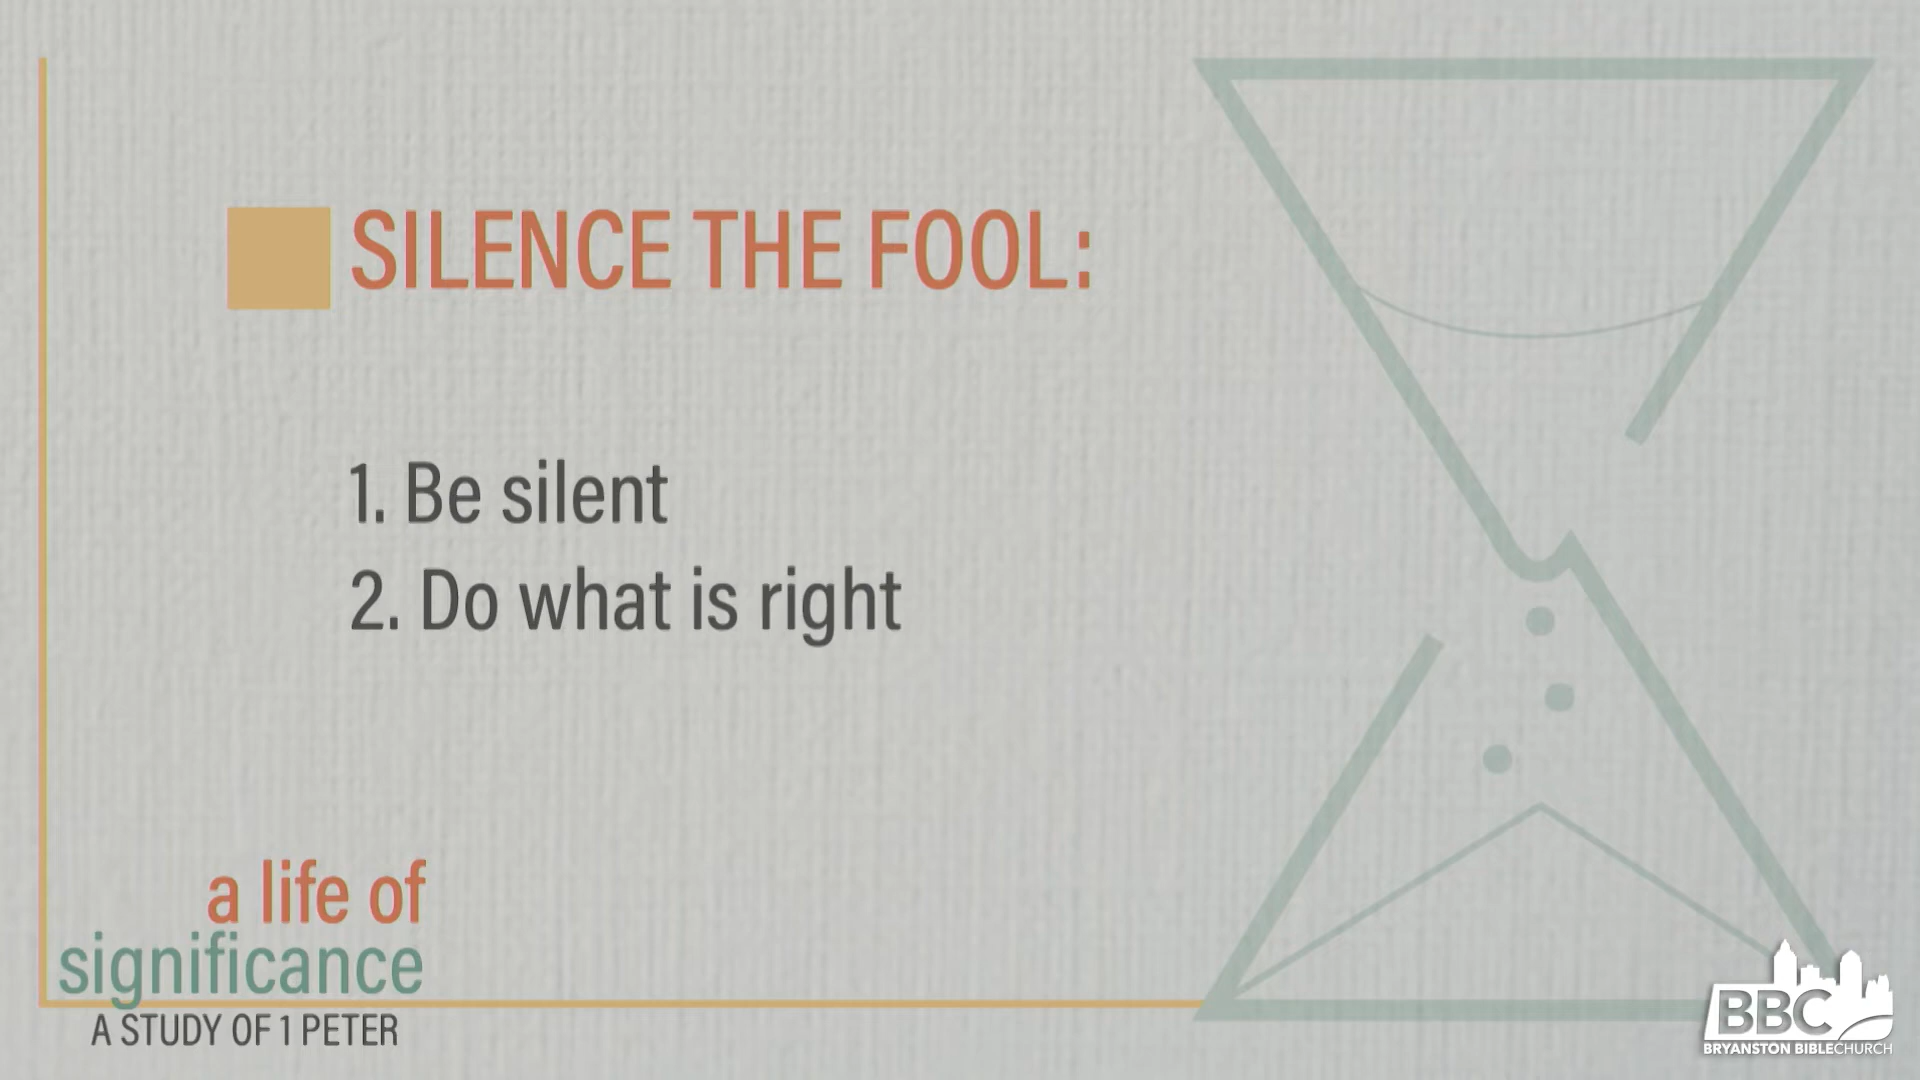 SILENCE THE FOOL:
1. Be silent
2. Do what is right
a life of
significance
A STUDY OF 1 PETER
BBC
BRYANSTON BIBLECHURCH